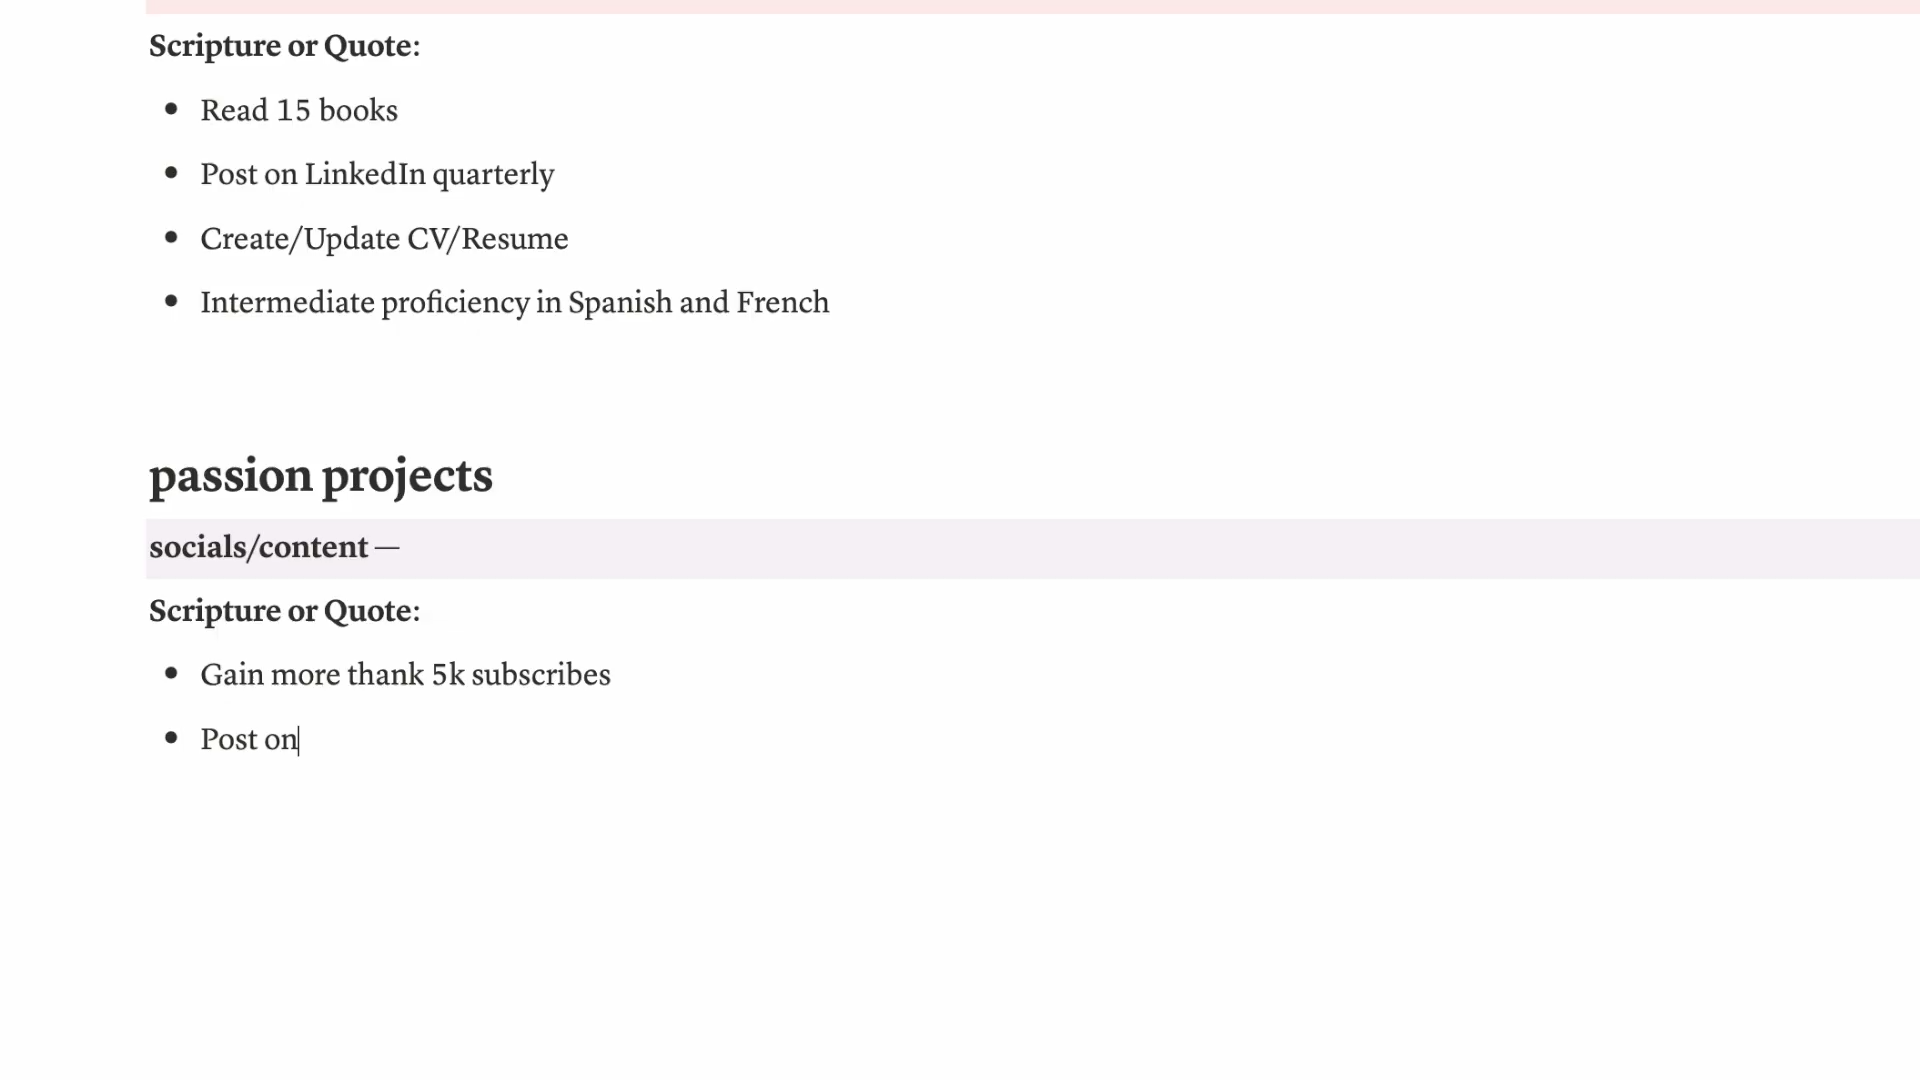 Scripture or Quote:
• Read 15 books
• Post on LinkedIn quarterly
• Create/Update CV/Resume
• Intermediate proficiency in Spanish and French
passion projects
socials/content —
Scripture or Quote:
• Gain more thank 5k subscribes
• Post on